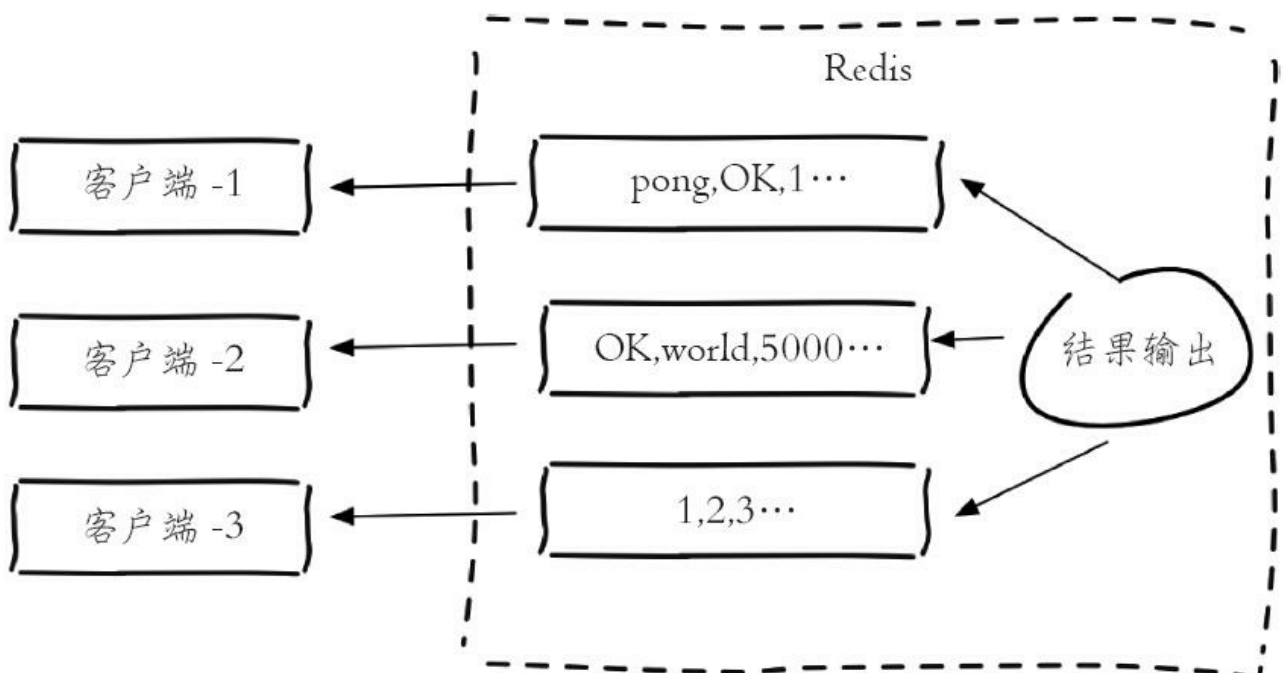 Redis
客户端 -1
pong,OK,1…
客户端 -2
OK,world,5000…
结果输出
客户端 -3
1,2,3…